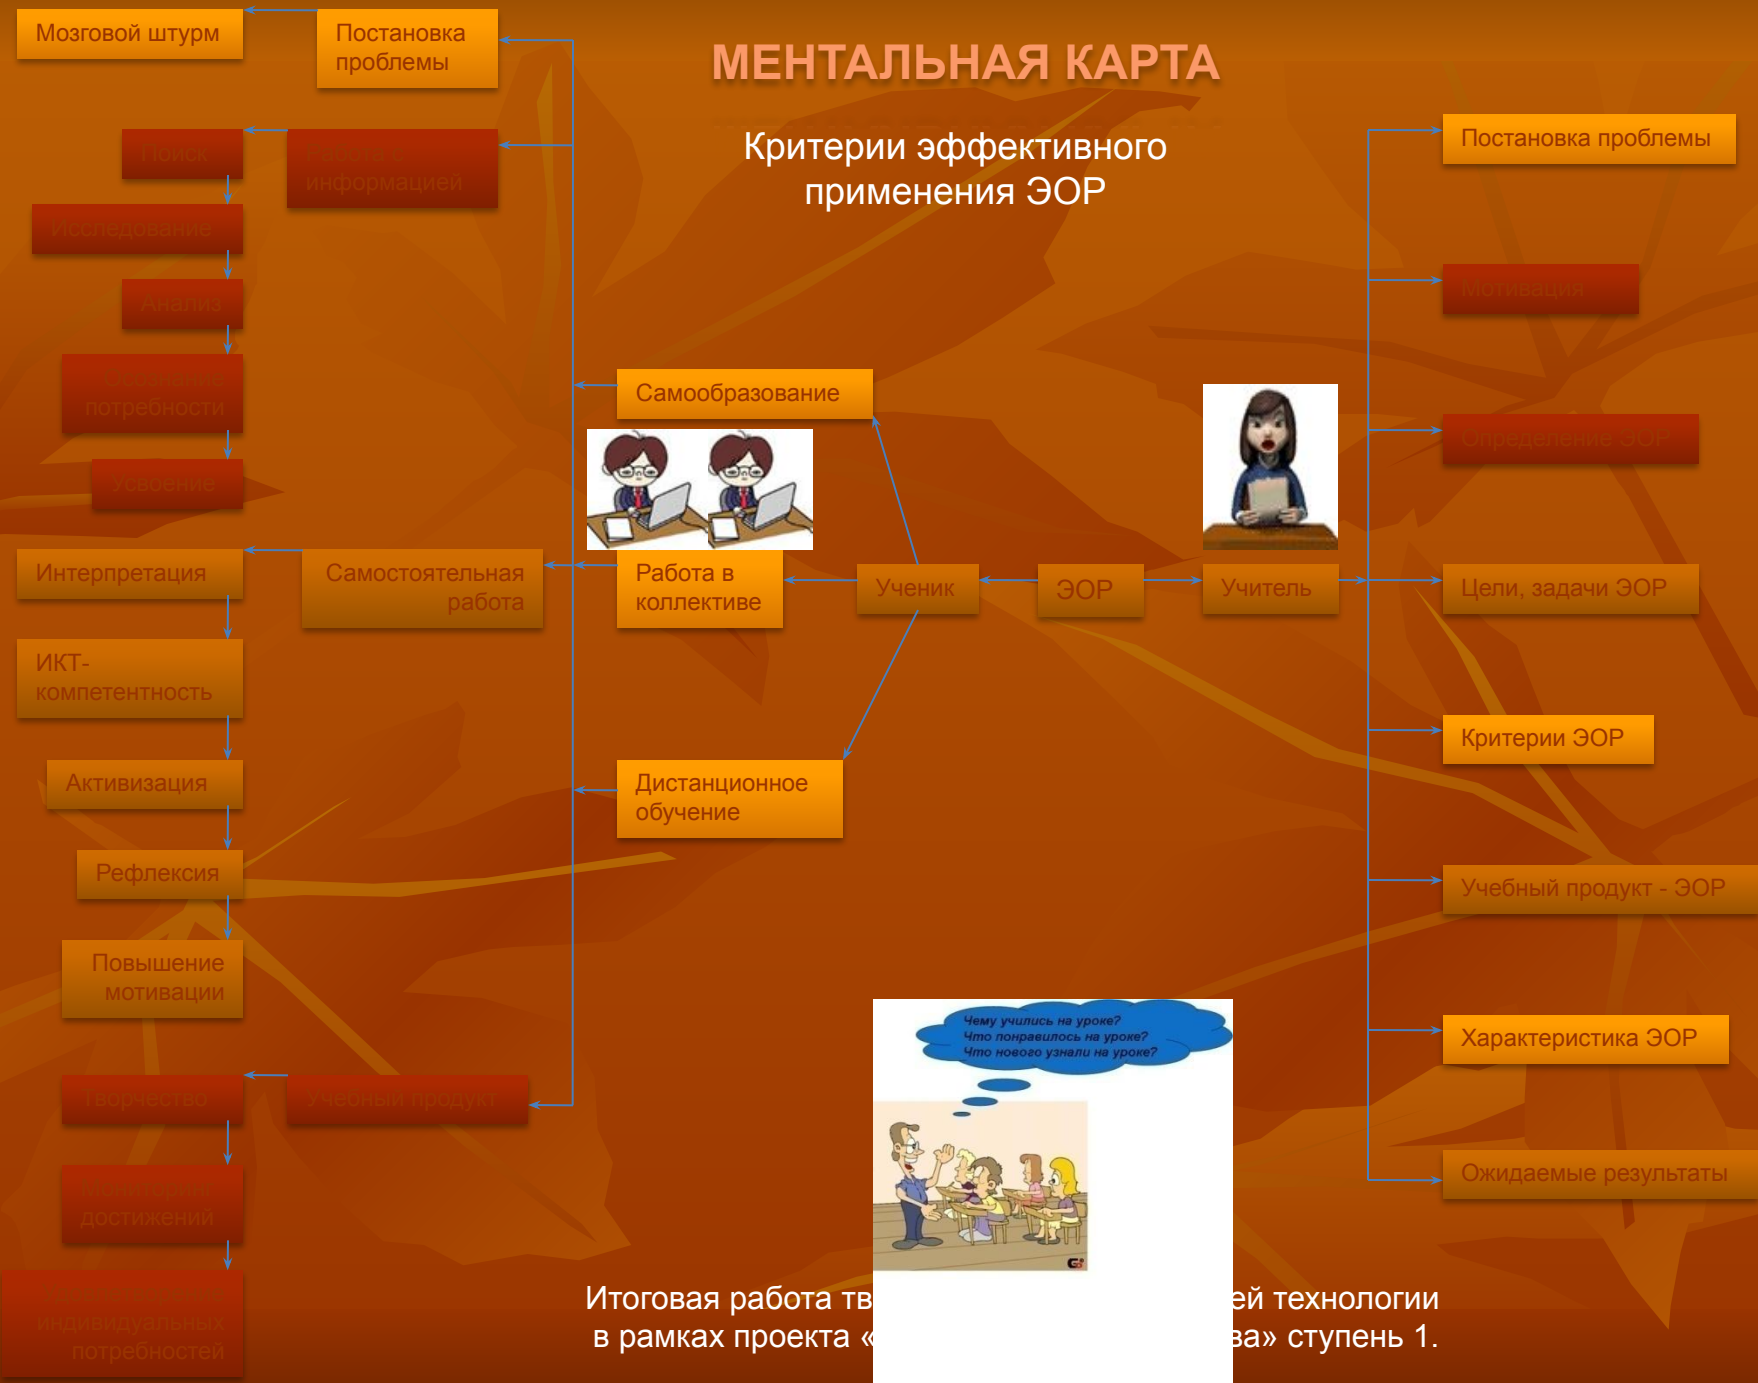 МЕНТАЛЬНАЯ КАРТА
Критерии эффективного
применения ЭОР
Мозговой штурм
Постановка
проблемы
Поиск
Работа с
информацией
Исследование
Анализ
Осознание
потребности
Усвоение
Интерпретация
Самостоятельная
работа
ИКТ-
компетентность
Активизация
Рефлексия
Повышение
мотивации
Творчество
Учебный продукт
Мониторинг
достижений
индивидуальных
потребностей
Самообразование
Работа в
коллективе
Дистанционное
обучение
Ученик
ЭОР
Учитель
Постановка проблемы
Мотивация
Определение ЭОР
Цели, задачи ЭОР
Критерии ЭОР
Учебный продукт - ЭОР
Характеристика ЭОР
Ожидаемые результаты
Чему учились на уроке?
Что понравилось на уроке?
Что нового узнали на уроке?
Итоговая работа тв ей технологии
в рамках проекта « ва» ступень 1.